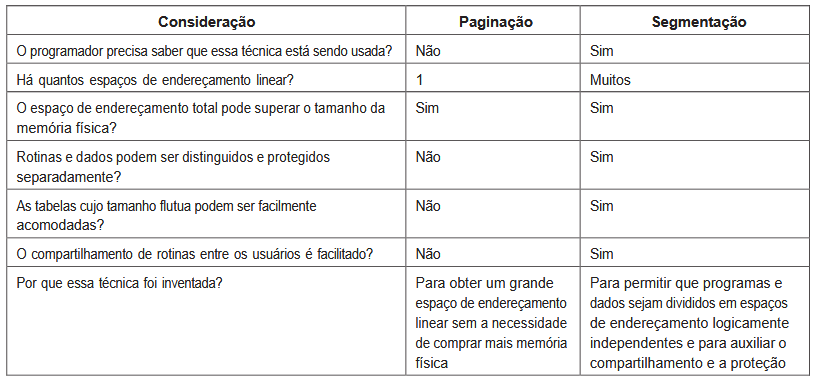 Consideração Paginação Segmentação
O programador precisa saber que essa técnica está sendo usada? Não Sim
Há quantos espaços de endereçamento linear? 1 Muitos
O espaço de endereçamento total pode superar o tamanho da Sim Sim
memória física?
Rotinas e dados podem ser distinguidos e protegidos Não Sim
separadamente?
As tabelas cujo tamanho flutua podem ser facilmente Não Sim
acomodadas?
O compartilhamento de rotinas entre os usuários é facilitado? Não Sim
Por que essa técnica foi inventada? Para obter um grande Para permitir que programas e
espaço de endereçamento dados sejam divididos em espaços
linear sem a necessidade de endereçamento logicamente
de comprar mais memória independentes e para auxiliar o
física compartilhamento e a proteção